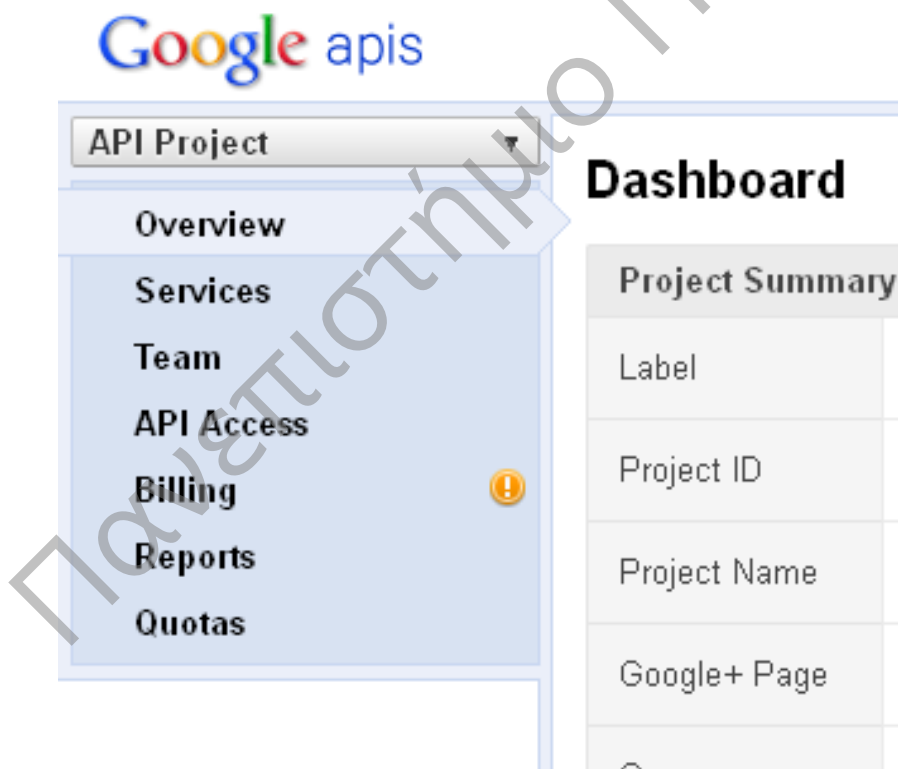 Google apis
API Project
Overview
Services
Team
API Access
Billing
Reports
Quotas
Dashboard
Project Summary
Label
Project ID
Project Name
Google+ Page
Πανεπιστήμιο